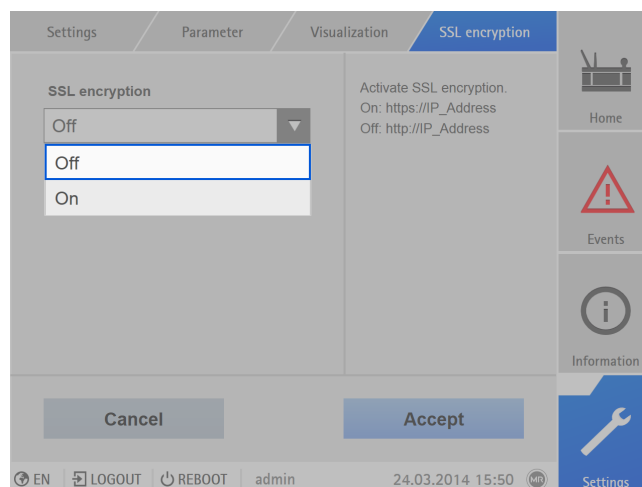 Settings
Parameter
Visualization
SSL encryption
SSL encryption
Off
Off
On
Activate SSL encryption.
On: https://IP_Address
Off: http://IP_Address
Home
Events
Information
Settings
Cancel
Accept
EN
LOGOUT
REBOOT
admin
24.03.2014 15:50
MR